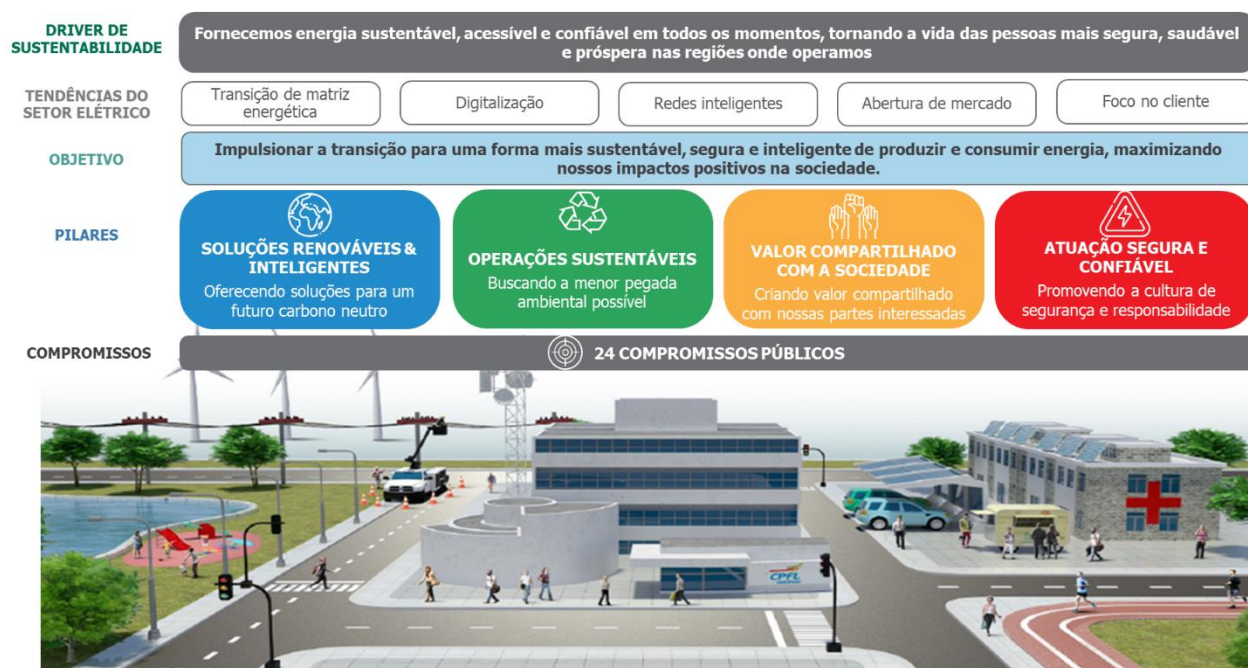 DRIVER DE
SUSTENTABILIDADE
Fornecemos energia sustentável, acessível e confiável em todos os momentos, tornando a vida das pessoas mais segura, saudável
e próspera nas regiões onde operamos
TENDÊNCIAS DO
SETOR ELÉTRICO
Transição de matriz
energética
Digitalização
Redes inteligentes
Abertura de mercado
Foco no cliente
OBJETIVO
Impulsionar a transição para uma forma mais sustentável, segura e inteligente de produzir e consumir energia, maximizando
nossos impactos positivos na sociedade.
PILARES
SOLUÇÕES RENOVÁVEIS &
INTELIGENTES
Oferecendo soluções para um
futuro carbono neutro
OPERAÇÕES SUSTENTÁVEIS
Buscando a menor pegada
ambiental possível
VALOR COMPARTILHADO
COM A SOCIEDADE
Criando valor compartilhado
com nossas partes interessadas
ATUAÇÃO SEGURA E
CONFIÁVEL
Promovendo a cultura de
segurança e responsabilidade
COMPROMISSOS
24 COMPROMISSOS PÚBLICOS
CPFL